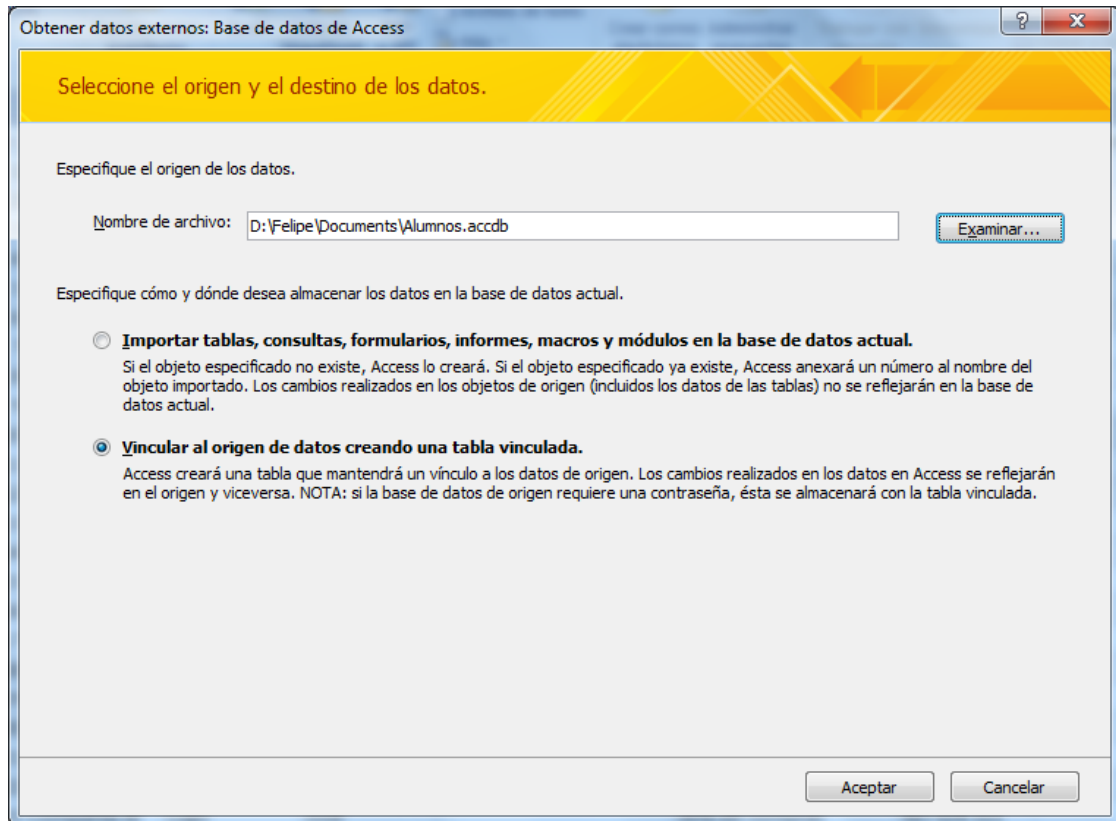 Obtener datos externos: Base de datos de Access
Seleccione el origen y el destino de los datos.
Especifique el origen de los datos.
Nombre de archivo: D:\Felipe\Documents\Alumnos.accdb Examinar...
Especifique cómo y dónde desea almacenar los datos en la base de datos actual.
Importar tablas, consultas, formularios, informes, macros y módulos en la base de datos actual.
Si el objeto especificado no existe, Access lo creará. Si el objeto especificado ya existe, Access anexará un número al nombre del
objeto importado. Los cambios realizados en los objetos de origen (incluidos los datos de las tablas) no se reflejarán en la base de
datos actual.
Vincular al origen de datos creando una tabla vinculada.
Access creará una tabla que mantendrá un vínculo a los datos de origen. Los cambios realizados en los datos en Access se reflejarán
en el origen y viceversa. NOTA: si la base de datos de origen requiere una contraseña, ésta se almacenará con la tabla vinculada.
Aceptar Cancelar